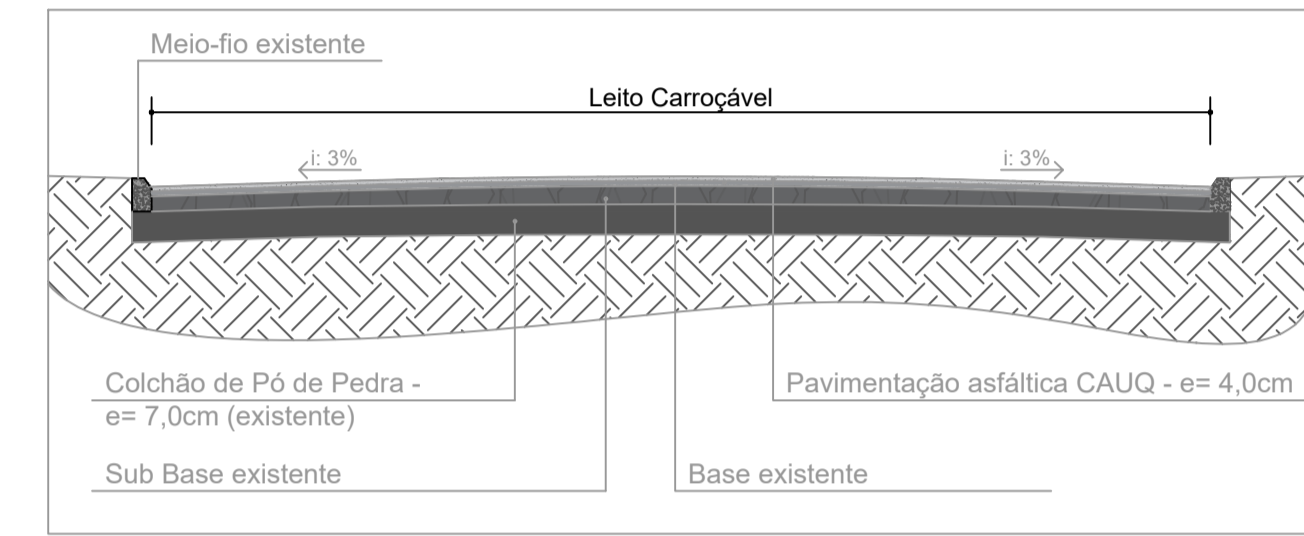 Meio-fio existente
Leito Carroçável
i: 3%
i: 3%
Colchão de Pó de Pedra -
e= 7,0cm (existente)
Pavimentação asfáltica CAUQ - e= 4,0cm
Sub Base existente
Base existente